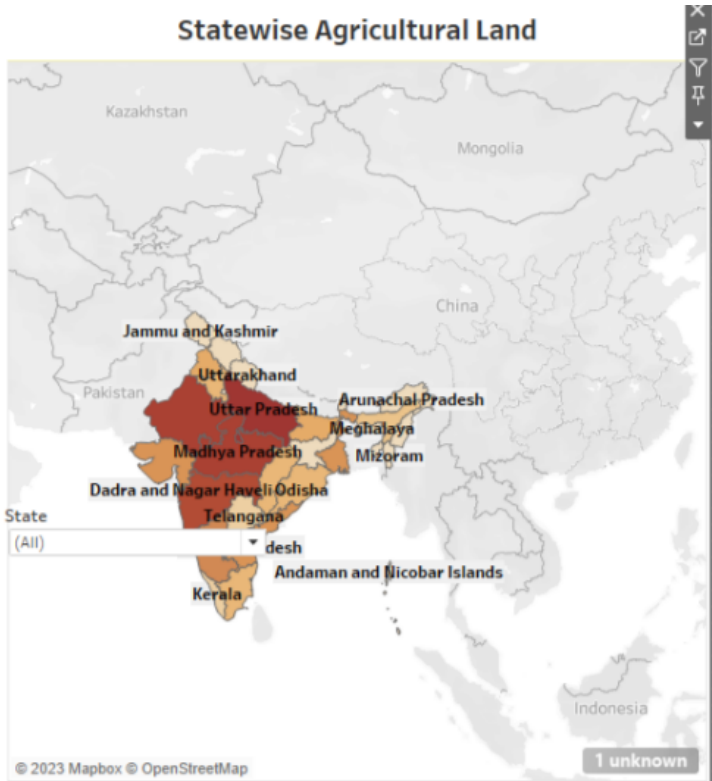 Statewise Agricultural Land
Kazakhstan
Mongolia
China
Jammu and Kashmir
Uttarakhand
Pakistan
Arunachal Pradesh
Uttar Pradesh
Meghalaya
Madhya Pradesh
Mizoram
Dadra and Nagar Haveli
Odisha
Telangana
State
(All)
desh
Andaman and Nicobar Islands
Kerala
Indonesia
1 unknown
© 2023 Mapbox © OpenStreetMap